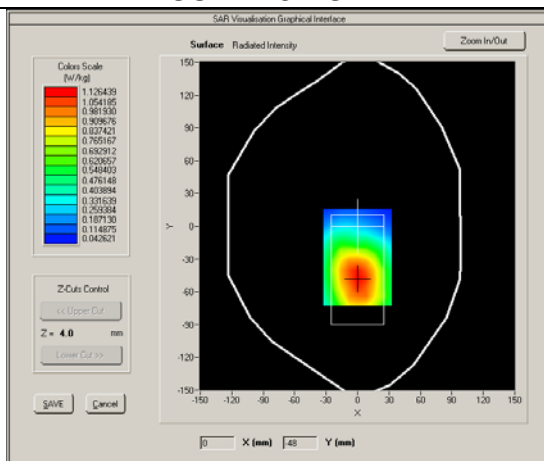 SAR Visualisation Graphical Interface
Surface Radiated Intensity
Zoom In/Out
Colors Scale
(W/kg)
1.126439
1.054185
0.981930
0.909676
0.837421
0.765167
0.692912
0.620657
0.548403
0.476148
0.403894
0.331639
0.259384
0.187130
0.114875
0.042621
150
120
90
60
30
0
-30
-60
-90
-120
-150
Y
-150 -120 -90 -60 -30 0 30 60 90 120 150
X
Z-Cuts Control
<< Upper Cut
Z = 4.0 mm
Lower Cut >>
SAVE Cancel
0 X (mm) -48 Y (mm)